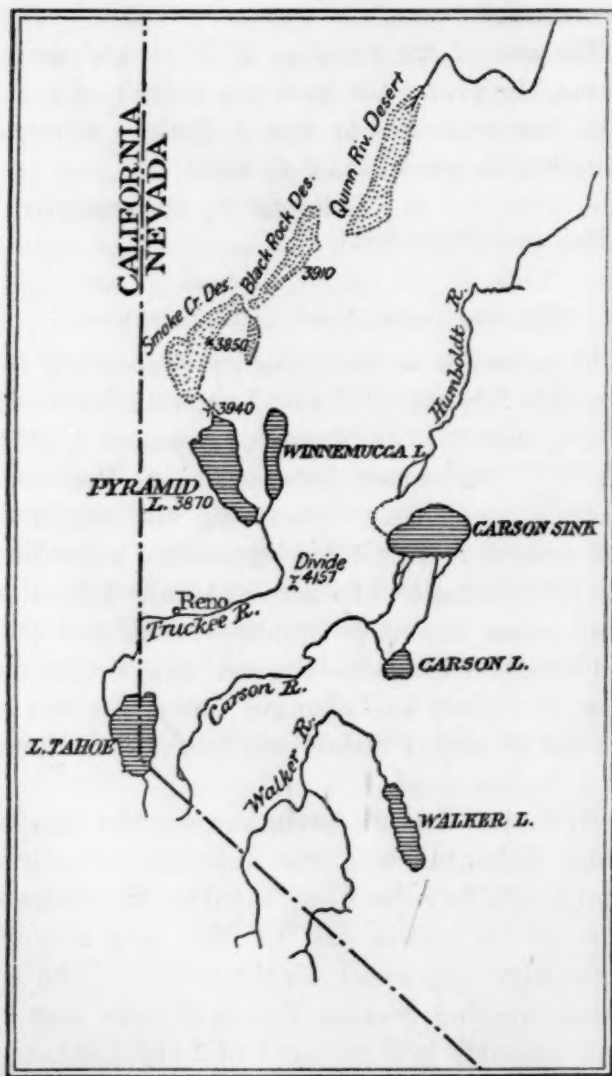 CALIFORNIA
NEVADA
Quinn Riv. Desert
Black Rock Des.
3910
Smoke Cr. Des.
3850
3940
Humboldt R.
WINNEMUCCA L.
PYRAMID
L. 3870
CARSON SINK
Divide
4157
Reno
Truckee R.
CARSON L.
Carson R.
L. TAHOE
Walker R.
WALKER L.